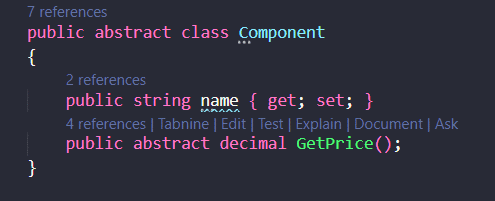 7 references
public abstract class Component
{
2 references
public string name { get; set; }
4 references | Tabnine | Edit | Test | Explain | Document | Ask
public abstract decimal GetPrice();
}